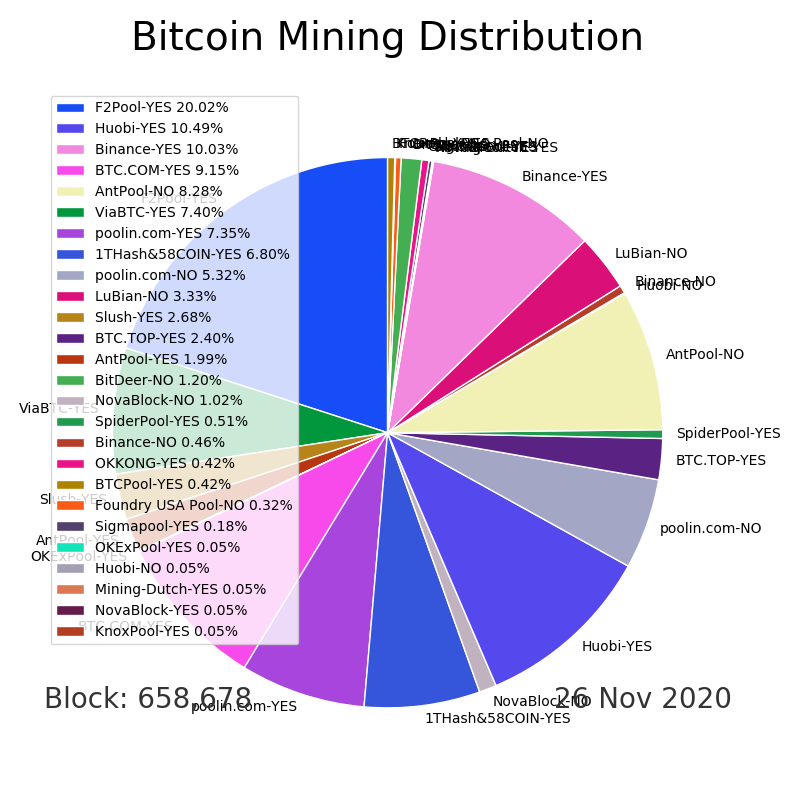 Bitcoin Mining Distribution
F2Pool-YES 20.02%
Huobi-YES 10.49%
Binance-YES 10.03%
BTC.COM-YES 9.15%
AntPool-NO 8.28%
ViaBTC-YES 7.40%
poolin.com-YES 7.35%
1THash&58COIN-YES 6.80%
poolin.com-NO 5.32%
LuBian-NO 3.33%
Slush-YES 2.68%
BTC.TOP-YES 2.40%
AntPool-YES 1.99%
BitDeer-NO 1.20%
NovaBlock-NO 1.02%
SpiderPool-YES 0.51%
Binance-NO 0.46%
OKKONG-YES 0.42%
BTCPool-YES 0.42%
Foundry USA Pool-NO 0.32%
Sigmapool-YES 0.18%
OKExPool-YES 0.05%
Huobi-NO 0.05%
Mining-Dutch-YES 0.05%
NovaBlock-YES 0.05%
KnoxPool-YES 0.05%
Binance-YES
LuBian-NO
Binance-NO
Huobi-NO
AntPool-NO
SpiderPool-YES
BTC.TOP-YES
poolin.com-NO
Huobi-YES
NovaBlock-NO
1THash&58COIN-YES
poolin.com-YES
BTC.COM-YES
OKExPool-YES
AntPool-YES
Slush-YES
ViaBTC-YES
F2Pool-YES
Block: 658,678
26 Nov 2020